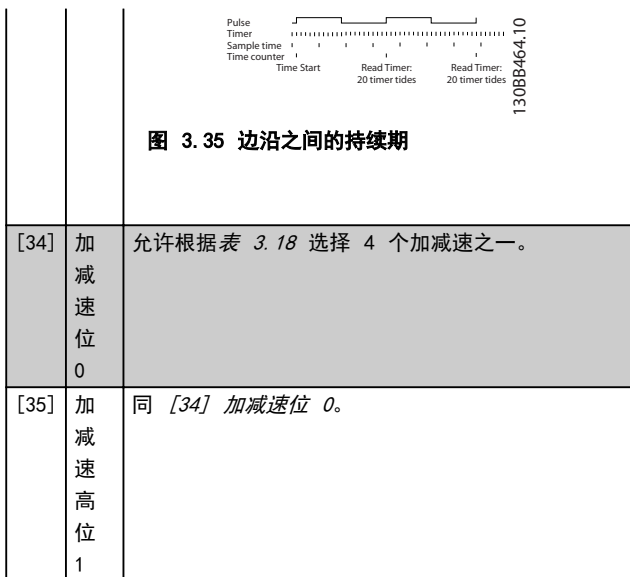 Pulse
Timer
Sample time
Time counter
Time Start
Read Timer:
20 timer tides
Read Timer:
20 timer tides
130BB464.10
图 3.35 边沿之间的持续期
[34] 加减速位 0 允许根据表 3.18 选择 4 个加减速之一。
[35] 加减速高位 1 同 [34] 加减速位 0。